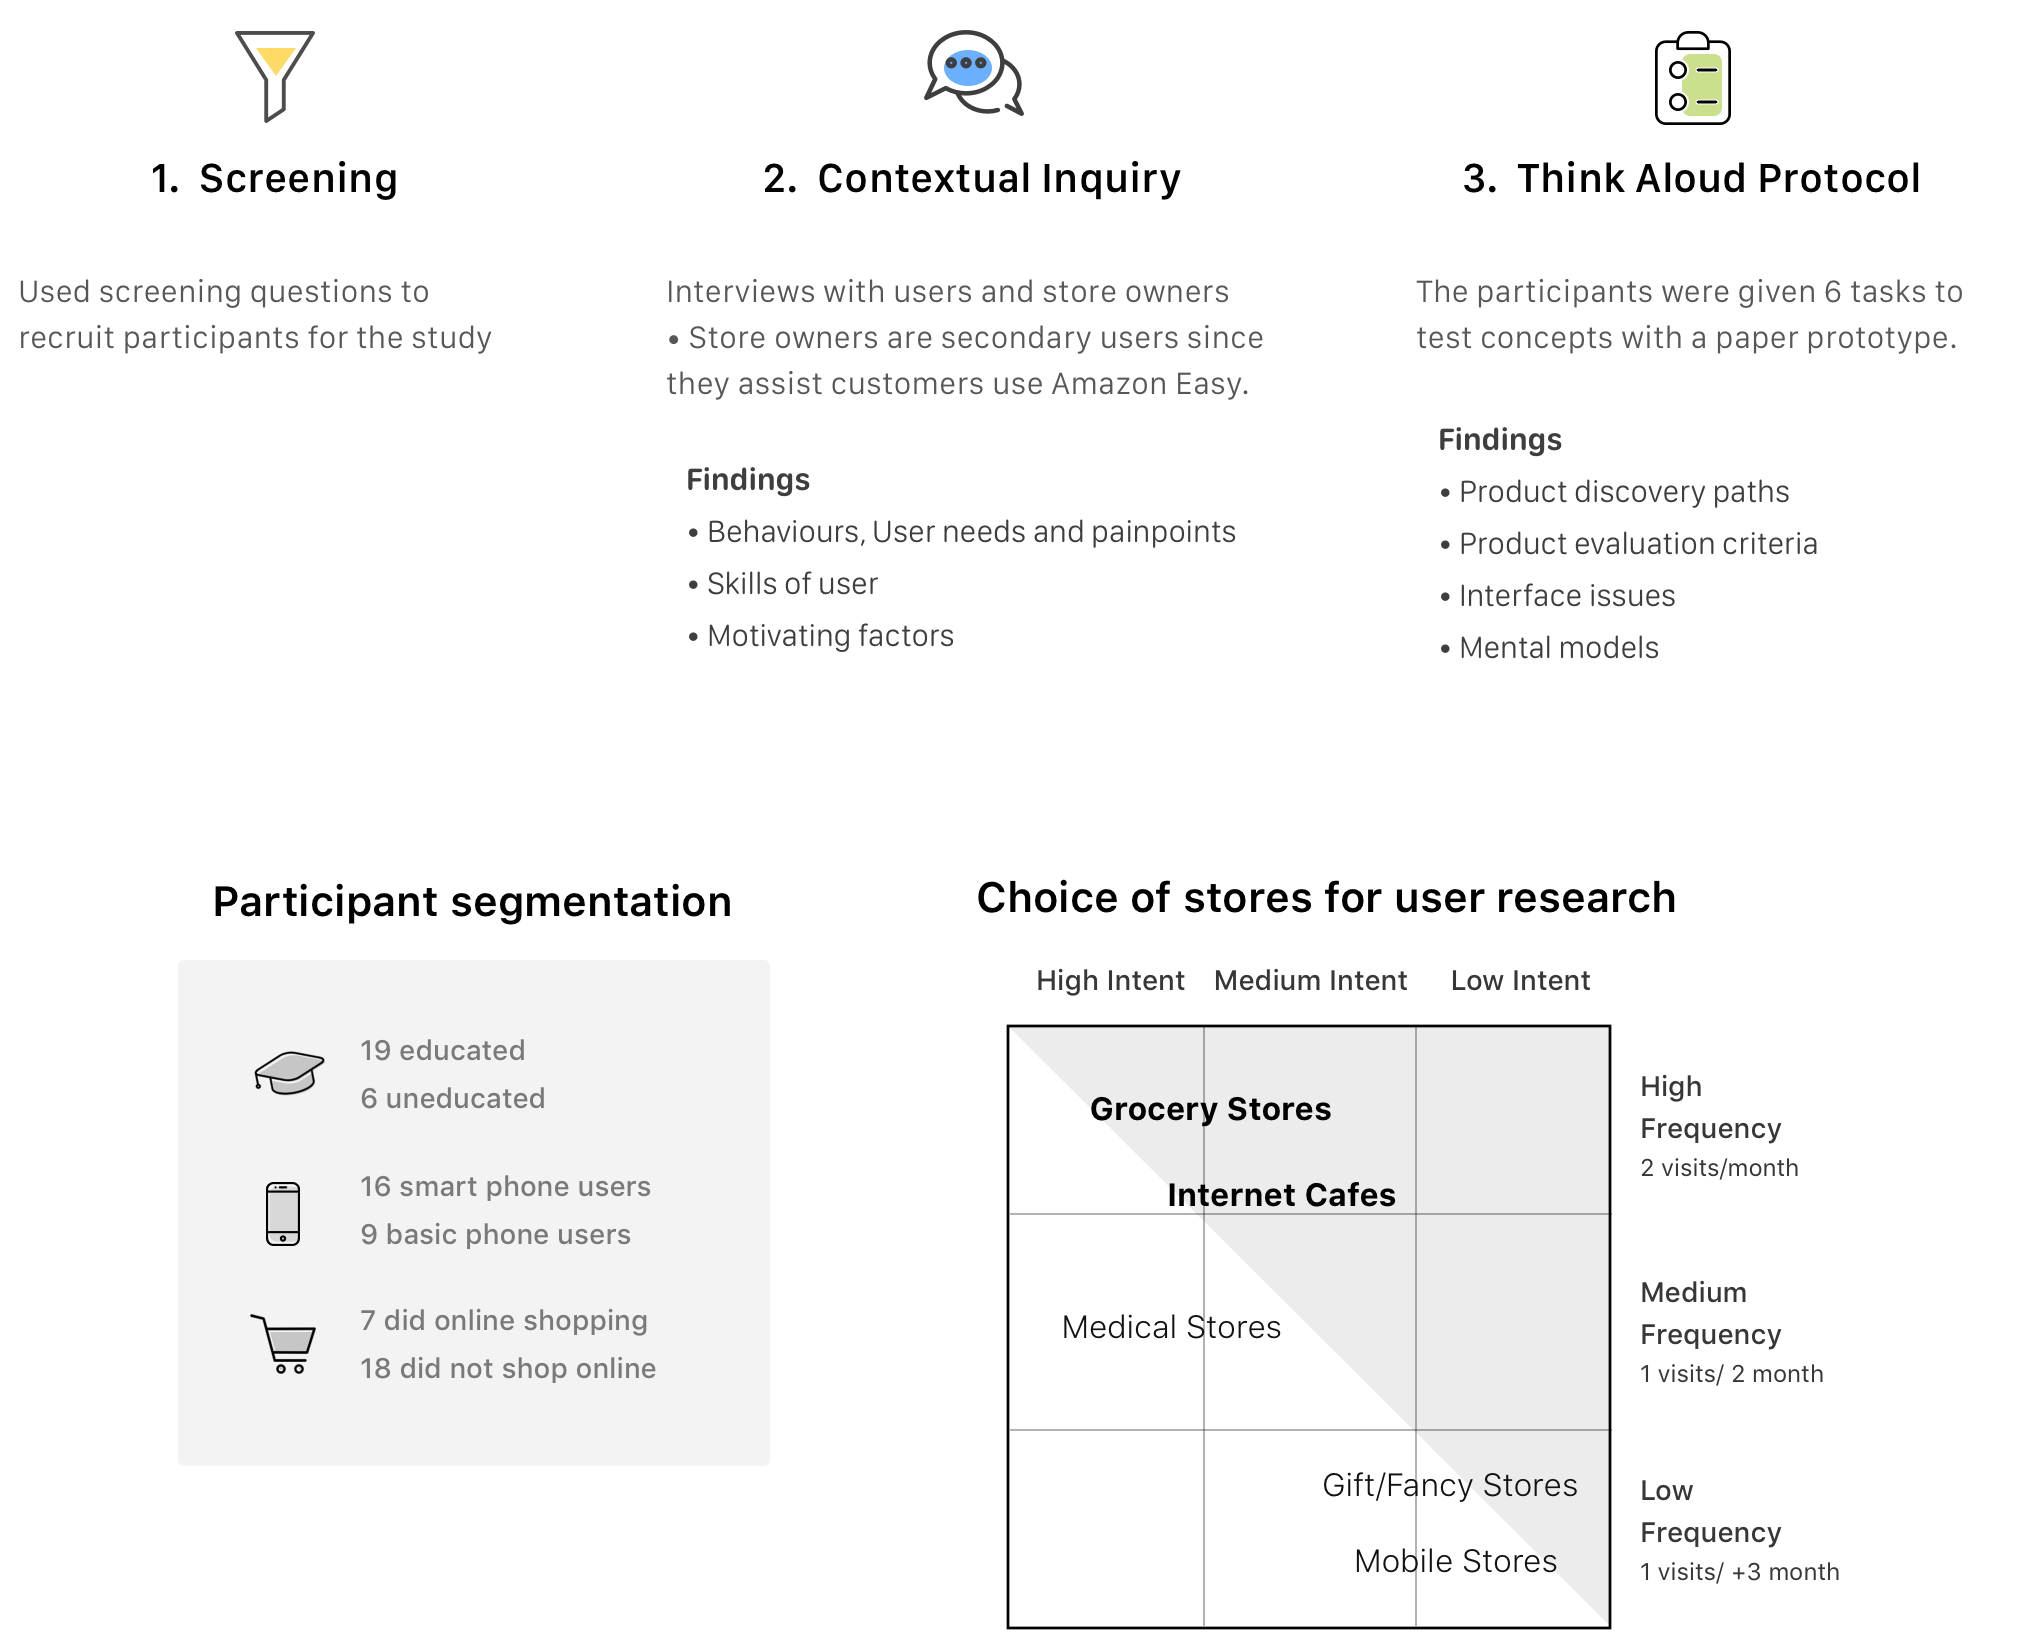 1. Screening
Used screening questions to
recruit participants for the study
2. Contextual Inquiry
Interviews with users and store owners
• Store owners are secondary users since
they assist customers use Amazon Easy.
Findings
• Behaviours, User needs and painpoints
• Skills of user
• Motivating factors
3. Think Aloud Protocol
The participants were given 6 tasks to
test concepts with a paper prototype.
Findings
• Product discovery paths
• Product evaluation criteria
• Interface issues
• Mental models
Participant segmentation
19 educated
6 uneducated
16 smart phone users
9 basic phone users
7 did online shopping
18 did not shop online
Choice of stores for user research
High Intent Medium Intent Low Intent
Grocery Stores
Internet Cafes
Medical Stores
Gift/Fancy Stores
Mobile Stores
High
Frequency
2 visits/month
Medium
Frequency
1 visits/ 2 month
Low
Frequency
1 visits/ +3 month